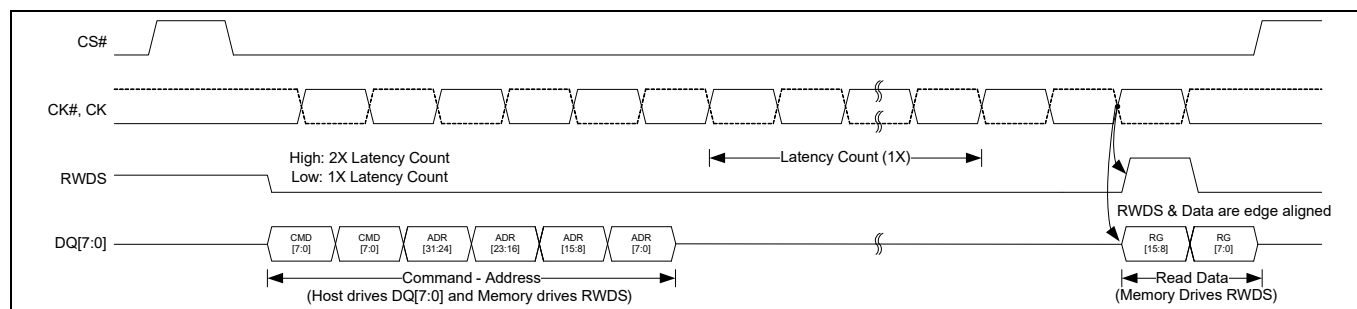 CS#
CK#, CK
High: 2X Latency Count
Low: 1X Latency Count
Latency Count (1X)
RWDS
RWDS & Data are edge aligned
DQ[7:0]
CMD [7:0]
CMD [7:0]
ADR [31:24]
ADR [23:16]
ADR [15:8]
ADR [7:0]
RG [15:8]
RG [7:0]
Command - Address
(Host drives DQ[7:0] and Memory drives RWDS)
Read Data
(Memory Drives RWDS)